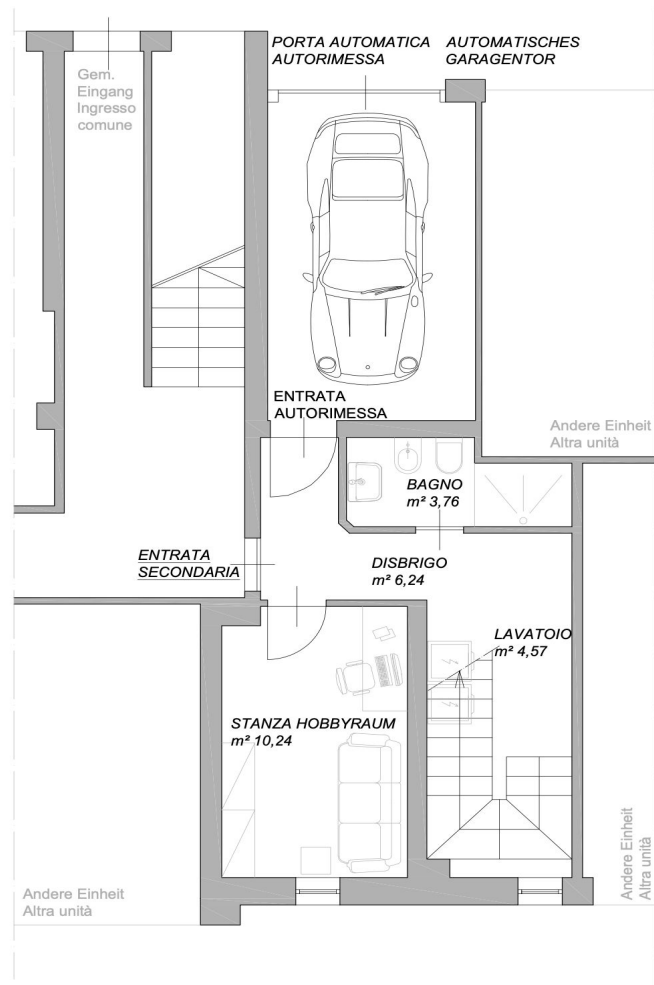 PORTA AUTOMATICA
AUTORIMESSA
AUTOMATISCHES
GARAGENTOR
Gem.
Eingang
Ingresso
comune
ENTRATA
AUTORIMESSA
Andere Einheit
Altra unità
BAGNO
m² 3,76
ENTRATA
SECONDARIA
DISBRIGO
m² 6,24
LAVATOIO
m² 4,57
STANZA HOBBYRAUM
m² 10,24
Andere Einheit
Altra unità
Andere Einheit
Altra unità